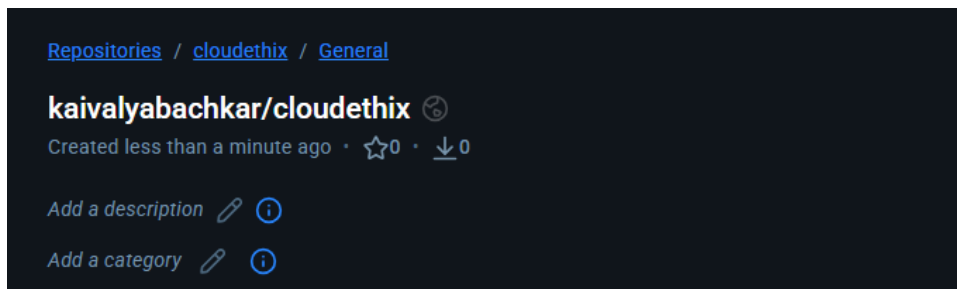 Repositories / cloudethix / General
kaivalyabachkar/cloudethix
Created less than a minute ago · 0 · 0
Add a description
Add a category